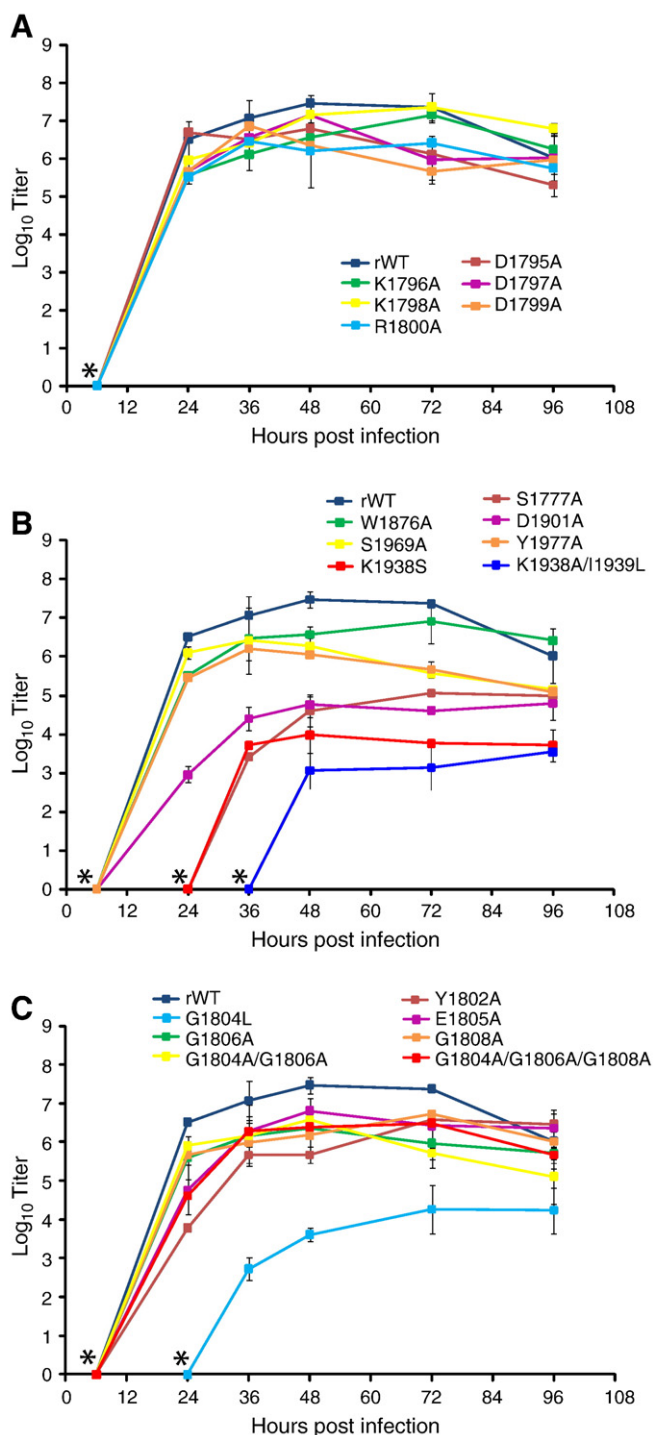 A
9
8
7
6
5
4
3
2
1
0
Log10 Titer
rWT D1795A
K1796A D1797A
K1798A D1799A
R1800A
*
0 12 24 36 48 60 72 84 96 108
Hours post infection
B
rWT S1777A
W1876A D1901A
S1969A Y1977A
K1938S K1938A/I1939L
9
8
7
6
5
4
3
2
1
0
Log10 Titer
* * *
0 12 24 36 48 60 72 84 96 108
Hours post infection
C
rWT Y1802A
G1804L E1805A
G1806A G1808A
G1804A/G1806A G1804A/G1806A/G1808A
9
8
7
6
5
4
3
2
1
0
Log10 Titer
* *
0 12 24 36 48 60 72 84 96 108
Hours post infection